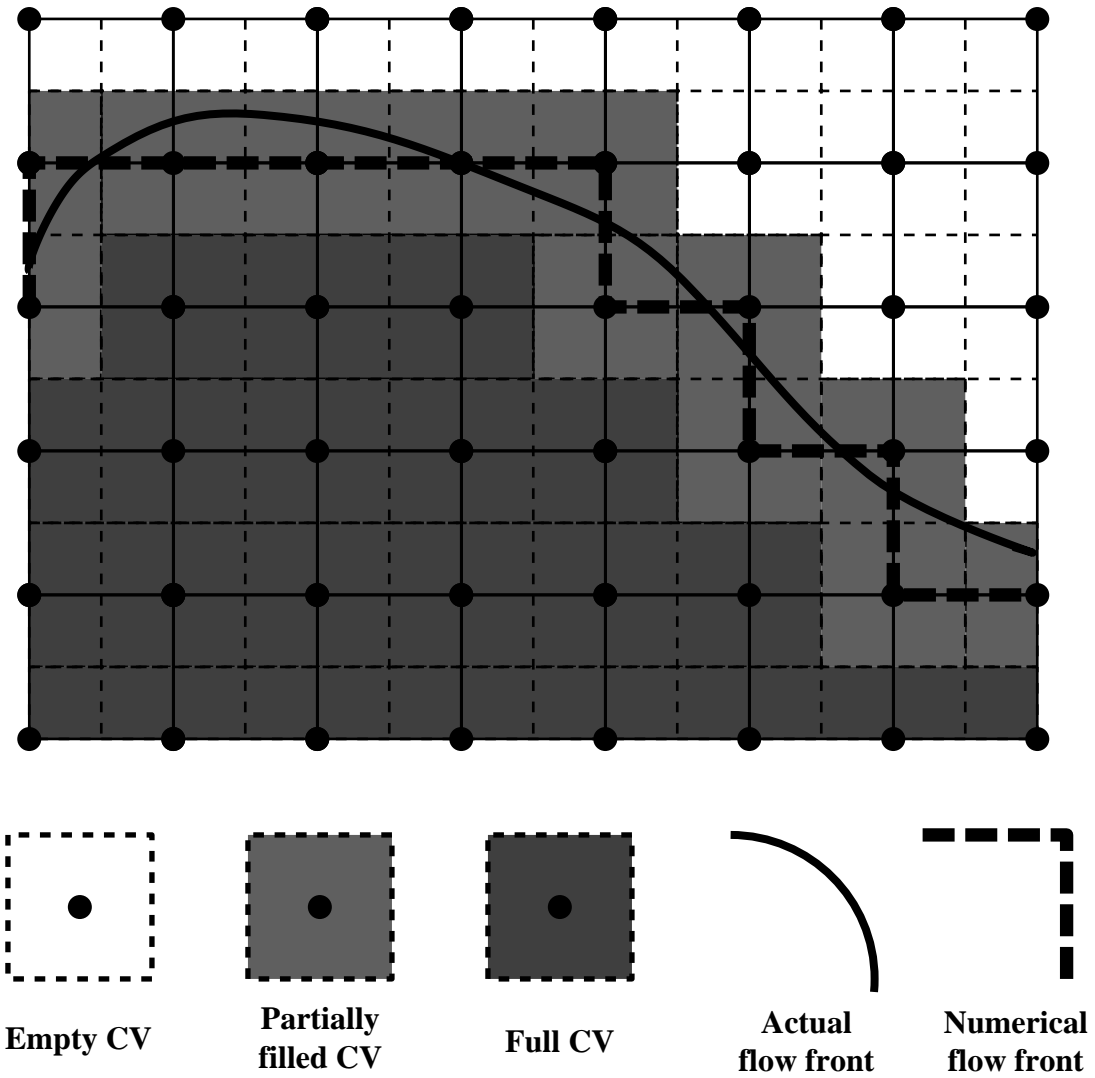 Empty CV
Partially
filled CV
Full CV
Actual
flow front
Numerical
flow front